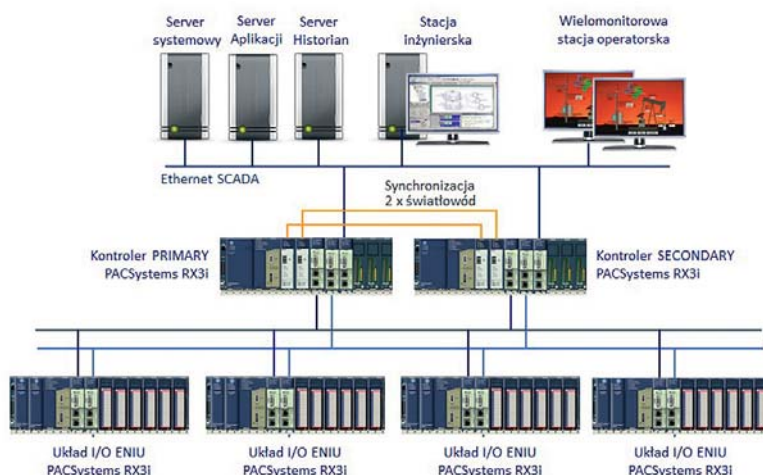 Server
systemowy
Server
Aplikacji
Server
Historian
Stacja
inżynierska
Wielomonitorowa
stacja operatorska
Ethernet SCADA
Synchronizacja
2 x światłowód
Kontroler PRIMARY
PACSystems RX3i
Kontroler SECONDARY
PACSystems RX3i
Układ I/O ENIU
PACSystems RX3i
Układ I/O ENIU
PACSystems RX3i
Układ I/O ENIU
PACSystems RX3i
Układ I/O ENIU
PACSystems RX3i